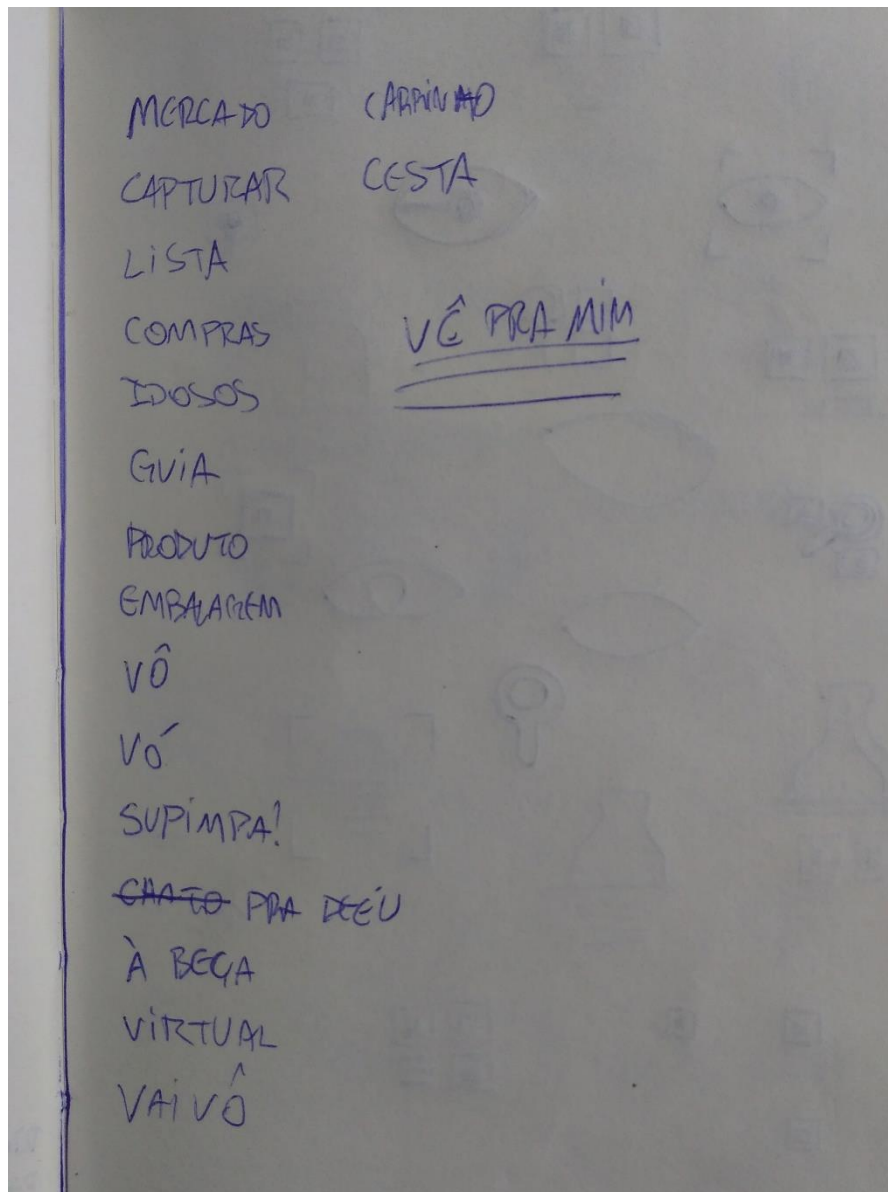 MERCADO
CAPTURAR
LISTA
COMPRAS
IDOSOS
GUIA
PRODUTO
EMBALAGEM
VÔ
VÓ
SUPIMPA!
PRA DEÉU
À BEÇA
VIRTUAL
VAI VÔ
CARRINHO
CESTA
VÊ PRA MIM